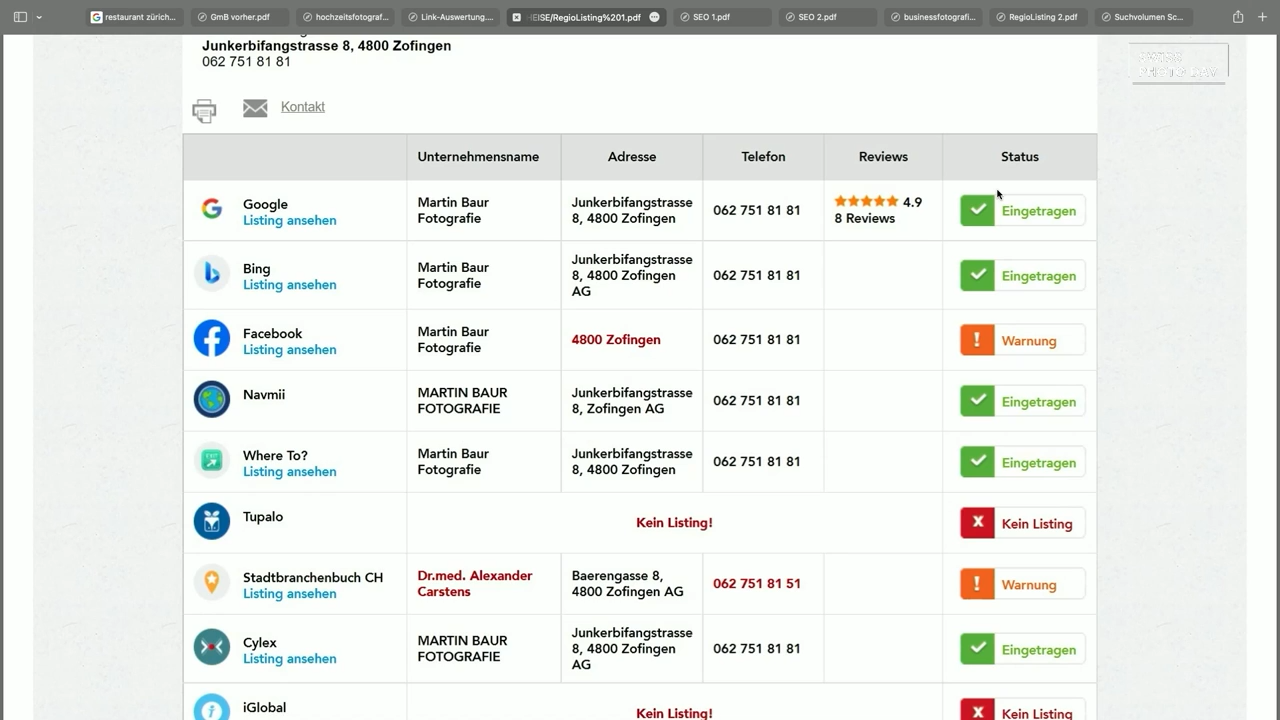 restaurant zürich...
GmB vorher.pdf
hochzeitsfotograf...
Link-Auswertung....
HEISE/RegioListing%201.pdf
SEO 1.pdf
SEO 2.pdf
businessfotografi...
RegioListing 2.pdf
Suchvolumen Sc...
Junkerbifangstrasse 8, 4800 Zofingen
062 751 81 81
SWISS
PHOTO DAY
Kontakt
Unternehmensname
Adresse
Telefon
Reviews
Status
Google
Listing ansehen
Martin Baur
Fotografie
Junkerbifangstrasse
8, 4800 Zofingen
062 751 81 81
4.9
8 Reviews
Eingetragen
Bing
Listing ansehen
Martin Baur
Fotografie
Junkerbifangstrasse
8, 4800 Zofingen
AG
062 751 81 81
Eingetragen
Facebook
Listing ansehen
Martin Baur
Fotografie
4800 Zofingen
062 751 81 81
Warnung
Navmii
MARTIN BAUR
FOTOGRAFIE
Junkerbifangstrasse
8, Zofingen AG
062 751 81 81
Eingetragen
EXIT
Where To?
Listing ansehen
Martin Baur
Fotografie
Junkerbifangstrasse
8, 4800 Zofingen
062 751 81 81
Eingetragen
Tupalo
Kein Listing!
Kein Listing
Stadtbranchenbuch CH
Listing ansehen
Dr.med. Alexander
Carstens
Baerengasse 8,
4800 Zofingen AG
062 751 81 51
Warnung
Cylex
Listing ansehen
MARTIN BAUR
FOTOGRAFIE
Junkerbifangstrasse
8, 4800 Zofingen
AG
062 751 81 81
Eingetragen
iGlobal
Kein Listing!
Kein Listing